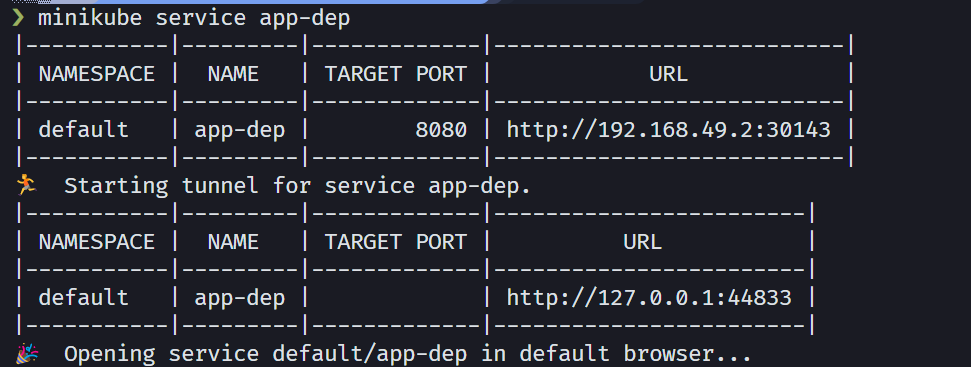 ❯ minikube service app-dep
|-----------|---------|-------------|---------------------------|
| NAMESPACE |  NAME   | TARGET PORT |            URL            |
|-----------|---------|-------------|---------------------------|
| default   | app-dep |        8080 | http://192.168.49.2:30143 |
|-----------|---------|-------------|---------------------------|
🏃  Starting tunnel for service app-dep.
|-----------|---------|-------------|------------------------|
| NAMESPACE |  NAME   | TARGET PORT |          URL           |
|-----------|---------|-------------|------------------------|
| default   | app-dep |             | http://127.0.0.1:44833 |
|-----------|---------|-------------|------------------------|
🎉  Opening service default/app-dep in default browser...